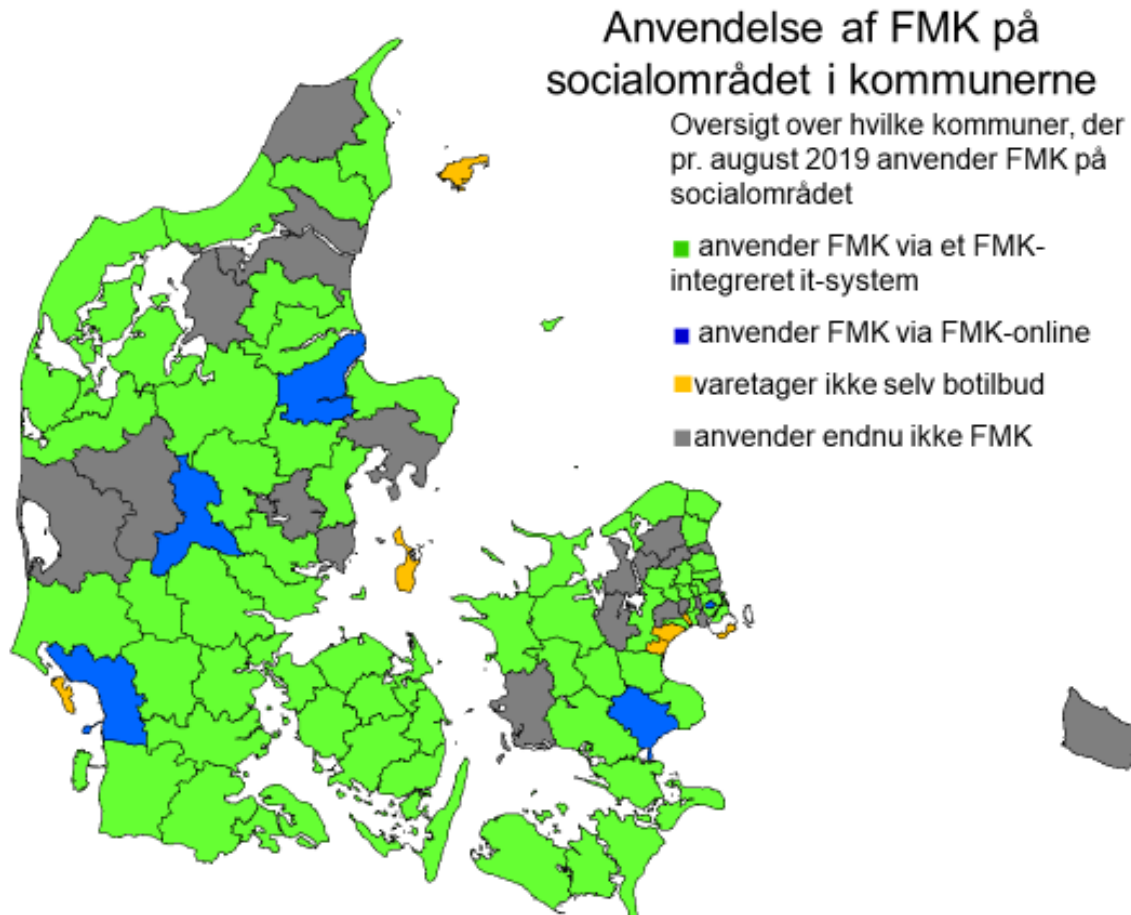 Anvendelse af FMK på
socialområdet i kommunerne
Oversigt over hvilke kommuner, der
pr. august 2019 anvender FMK på
socialområdet
anvender FMK via et FMK-
integreret it-system
anvender FMK via FMK-online
varetager ikke selv botilbud
anvender endnu ikke FMK